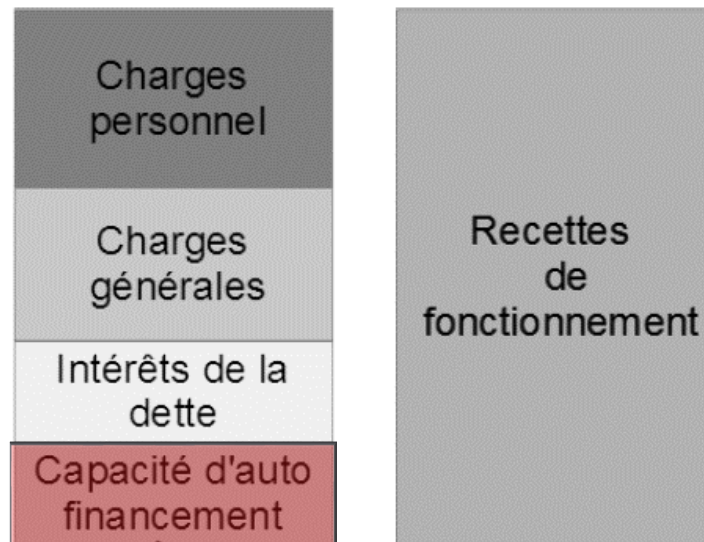 Charges
personnel
Charges
générales
Intérêts de la
dette
Capacité d'auto
financement
Recettes
de
fonctionnement